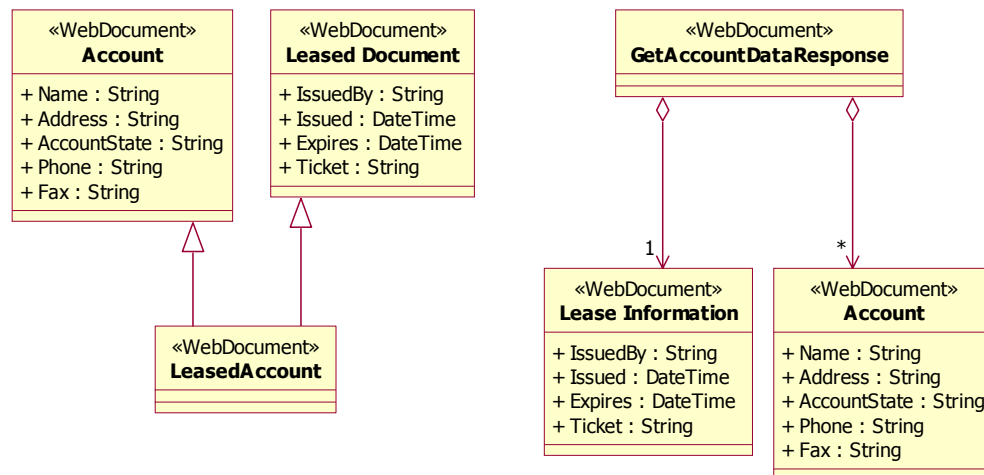 «WebDocument»
Account
+ Name : String
+ Address : String
+ AccountState : String
+ Phone : String
+ Fax : String
«WebDocument»
Leased Document
+ IssuedBy : String
+ Issued : DateTime
+ Expires : DateTime
+ Ticket : String
«WebDocument»
LeasedAccount
«WebDocument»
GetAccountDataResponse
1
*
«WebDocument»
Lease Information
+ IssuedBy : String
+ Issued : DateTime
+ Expires : DateTime
+ Ticket : String
«WebDocument»
Account
+ Name : String
+ Address : String
+ AccountState : String
+ Phone : String
+ Fax : String